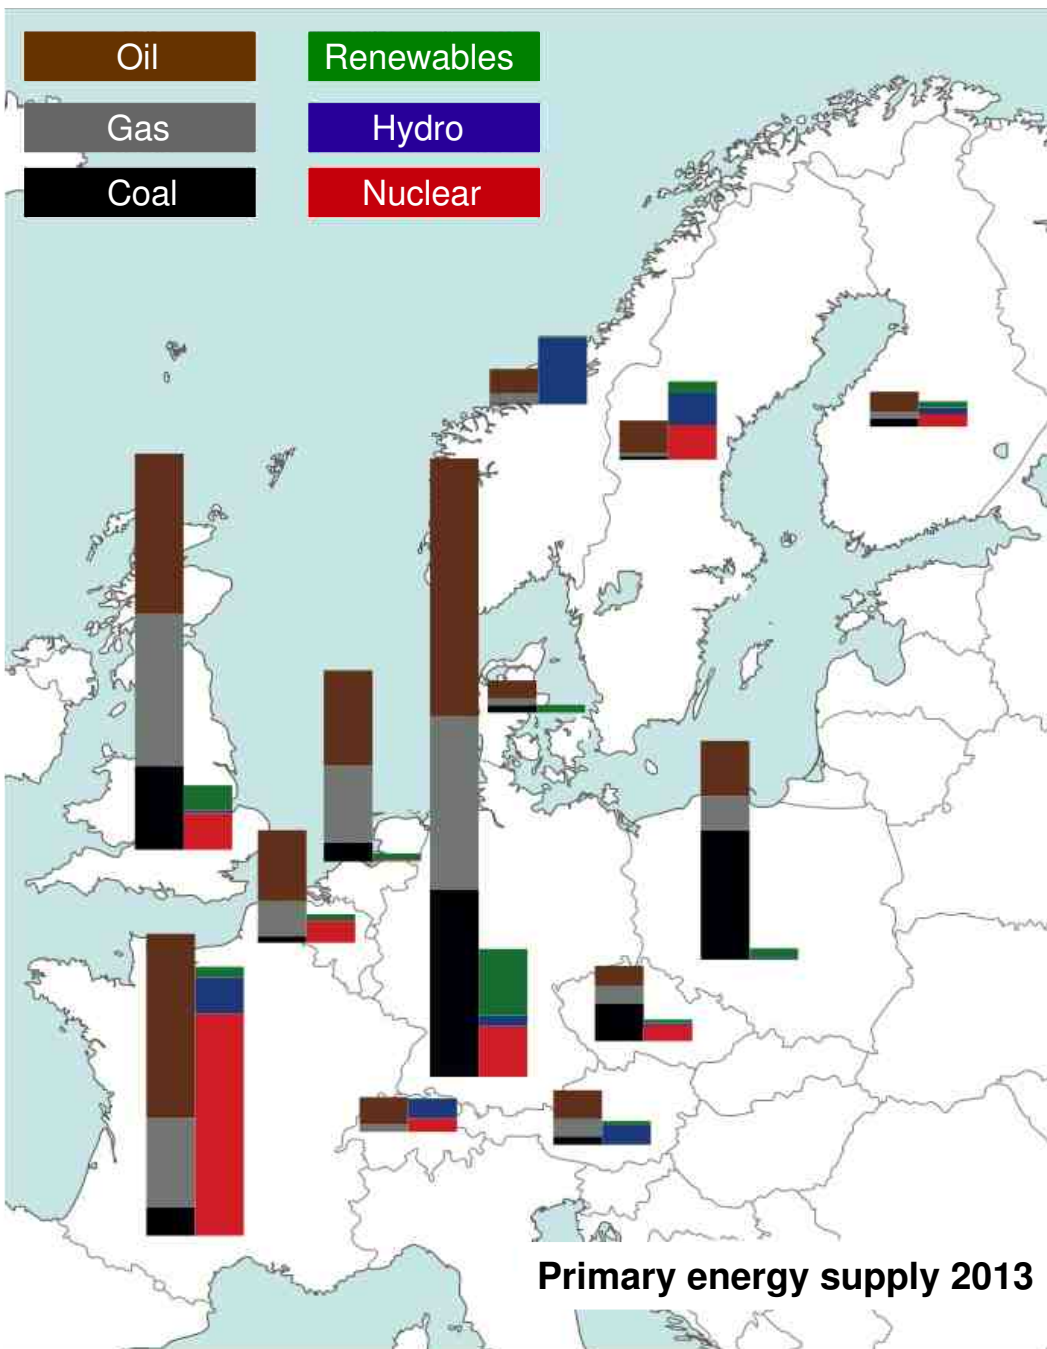 Oil
Renewables
Gas
Hydro
Coal
Nuclear
Primary energy supply 2013